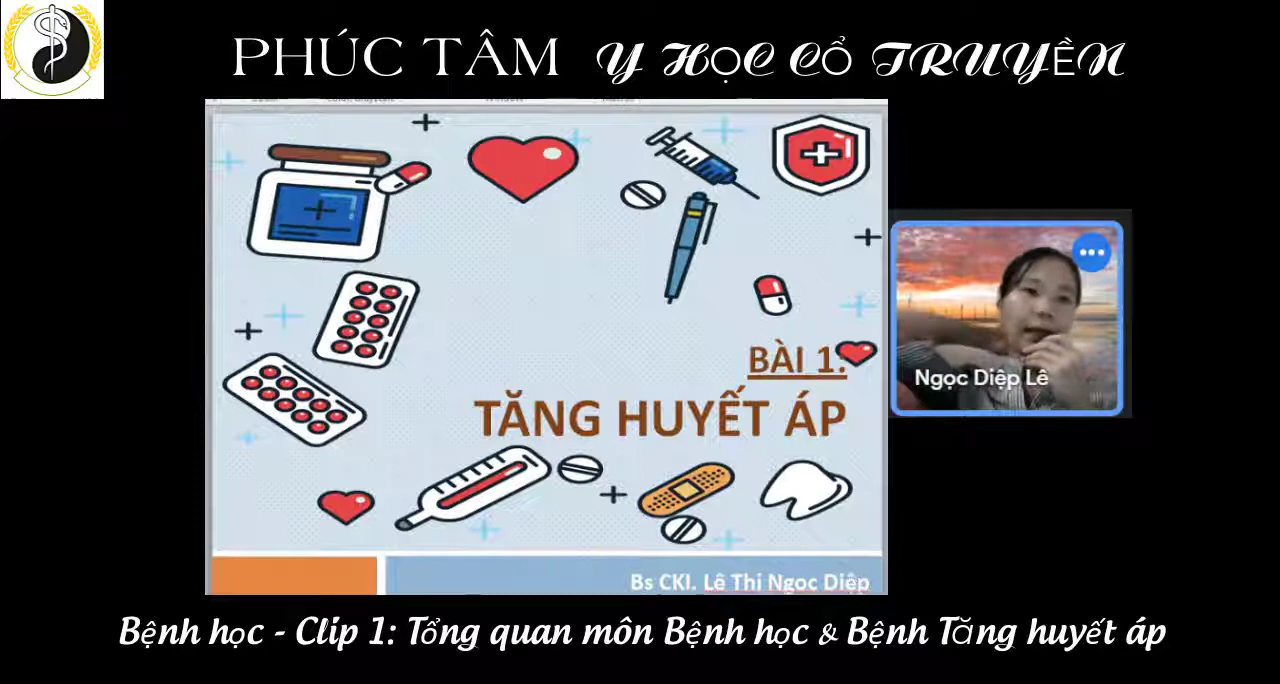 PHÚC TÂM Y HỌC CỔ TRUYỀN
BÀI 1:
TĂNG HUYẾT ÁP
Ngọc Diệp Lê
Bs CKI. Lê Thị Ngọc Diệp
Bệnh học - Clip 1: Tổng quan môn Bệnh học & Bệnh Tăng huyết áp